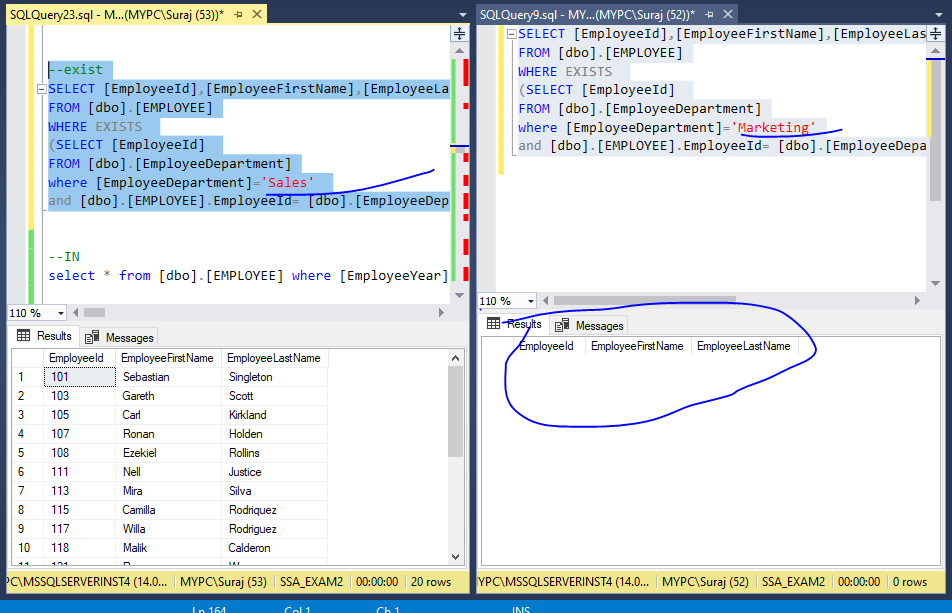 SQLQuery23.sql - M...(MYPC\Suraj (53))*
--exist
SELECT [EmployeeId],[EmployeeFirstName],[EmployeeLa
FROM [dbo].[EMPLOYEE]
WHERE EXISTS
(SELECT [EmployeeId]
FROM [dbo].[EmployeeDepartment]
where [EmployeeDepartment]='Sales'
and [dbo].[EMPLOYEE].EmployeeId= [dbo].[EmployeeDep
--IN
select * from [dbo].[EMPLOYEE] where [EmployeeYear]
110 %
Results Messages
EmployeeId EmployeeFirstName EmployeeLastName
1 101 Sebastian Singleton
2 103 Gareth Scott
3 105 Carl Kirkland
4 107 Ronan Holden
5 108 Ezekiel Rollins
6 111 Nell Justice
7 113 Mira Silva
8 115 Camilla Rodriquez
9 117 Willa Rodriguez
10 118 Malik Calderon
PC\MSSQLSERVERINST4 (14.0... MYPC\Suraj (53) SSA_EXAM2 00:00:00 20 rows
SQLQuery9.sql - MY...(MYPC\Suraj (52))*
SELECT [EmployeeId],[EmployeeFirstName],[EmployeeLas
FROM [dbo].[EMPLOYEE]
WHERE EXISTS
(SELECT [EmployeeId]
FROM [dbo].[EmployeeDepartment]
where [EmployeeDepartment]='Marketing'
and [dbo].[EMPLOYEE].EmployeeId= [dbo].[EmployeeDepa
110 %
Results Messages
EmployeeId EmployeeFirstName EmployeeLastName
MYPC\MSSQLSERVERINST4 (14.0... MYPC\Suraj (52) SSA_EXAM2 00:00:00 0 rows
Ln 164 Col 1 Ch 1 INS